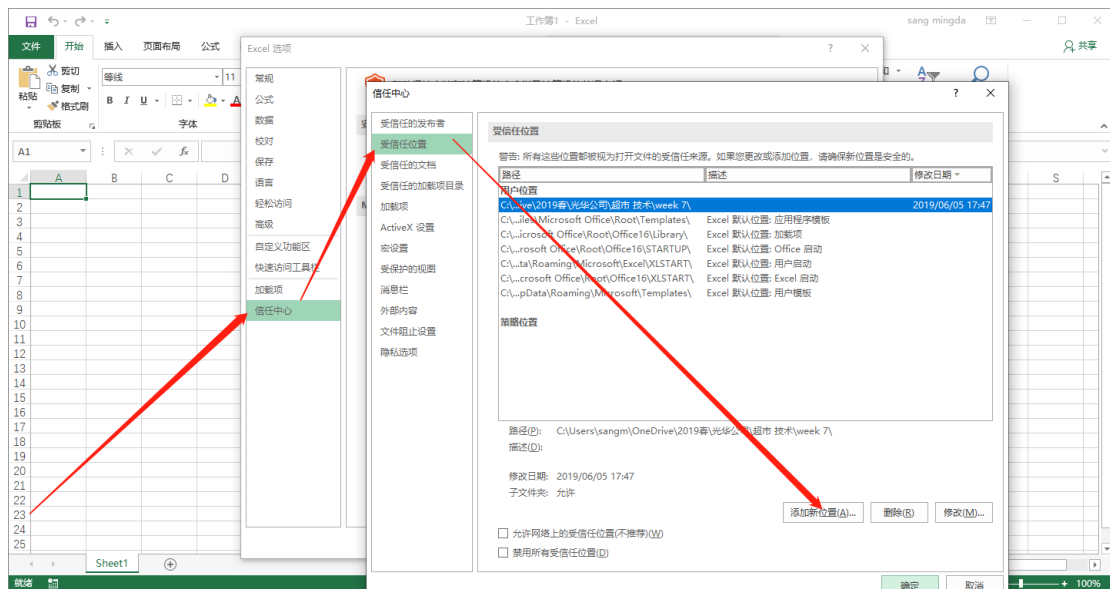 工作簿1 - Excel
sang mingda
文件 开始 插入 页面布局 公式
共享
Excel 选项
? ×
剪切
复制
格式刷
粘贴
剪贴板
等线
11
B I U
A
字体
常规
公式
数据
校对
保存
语言
轻松访问
高级
自定义功能区
快速访问工具栏
加载项
信任中心
信任中心
? ×
受信任的发布者
受信任位置
受信任的文档
受信任的加载项目录
加载项
ActiveX 设置
宏设置
受保护的视图
消息栏
外部内容
文件阻止设置
隐私选项
受信任位置
警告: 所有这些位置都被视为打开文件的受信任来源。如果您更改或添加位置，请确保新位置是安全的。
路径 描述 修改日期
用户位置
C:\...ive\2019春\光华公司\超市 技术\week 7\ 2019/06/05 17:47
C:\...iles\Microsoft Office\Root\Templates\ Excel 默认位置: 应用程序模板
C:\...icrosoft Office\Root\Office16\Library\ Excel 默认位置: 加载项
C:\...rosoft Office\Root\Office16\STARTUP\ Excel 默认位置: Office 启动
C:\...ta\Roaming\Microsoft\Excel\XLSTART\ Excel 默认位置: 用户启动
C:\...crosoft Office\Root\Office16\XLSTART\ Excel 默认位置: Excel 启动
C:\...pData\Roaming\Microsoft\Templates\ Excel 默认位置: 用户模板
策略位置
路径(P): C:\Users\sangm\OneDrive\2019春\光华公司\超市 技术\week 7\
描述(D):
修改日期: 2019/06/05 17:47
子文件夹: 允许
添加新位置(A)... 删除(R) 修改(M)...
允许网络上的受信任位置(不推荐)(W)
禁用所有受信任位置(D)
确定 取消
A1
fx
A B C D S
1
2
3
4
5
6
7
8
9
10
11
12
13
14
15
16
17
18
19
20
21
22
23
24
25
Sheet1
就绪
100%